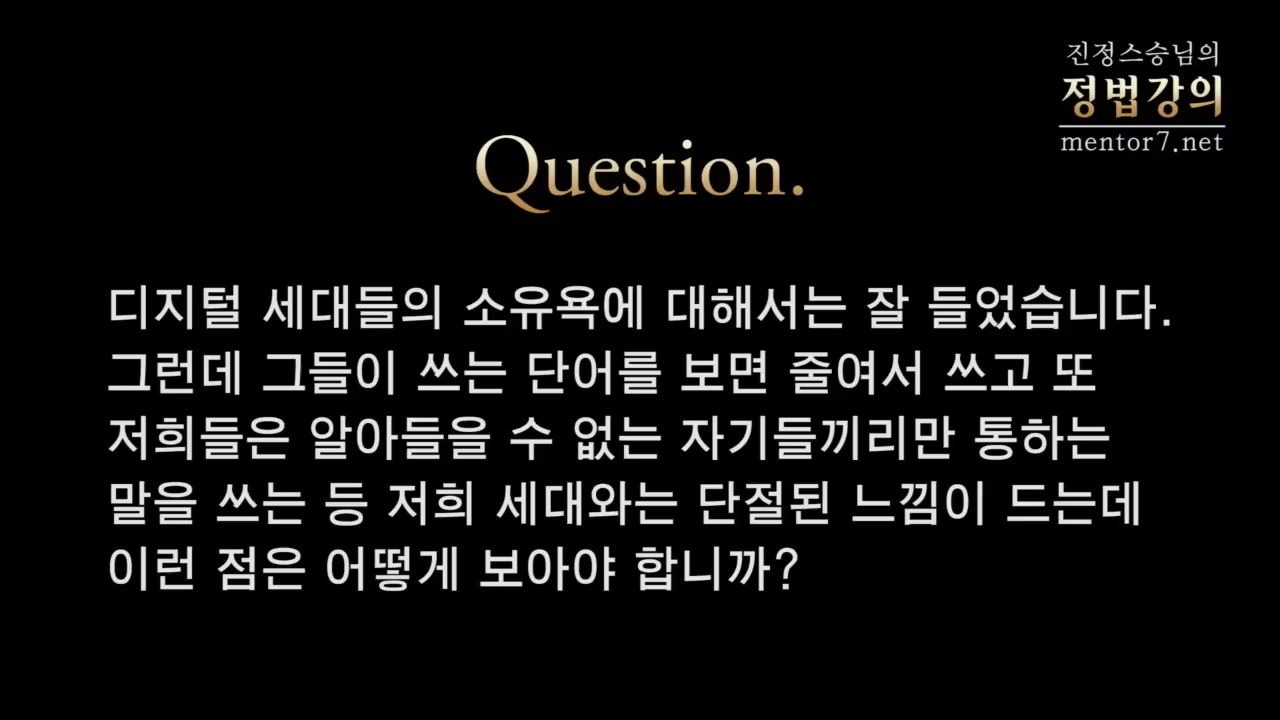 진정스승님의
정법강의
mentor7.net
Question.
디지털 세대들의 소유욕에 대해서는 잘 들었습니다.
그런데 그들이 쓰는 단어를 보면 줄여서 쓰고 또
저희들은 알아들을 수 없는 자기들끼리만 통하는
말을 쓰는 등 저희 세대와는 단절된 느낌이 드는데
이런 점은 어떻게 보아야 합니까?